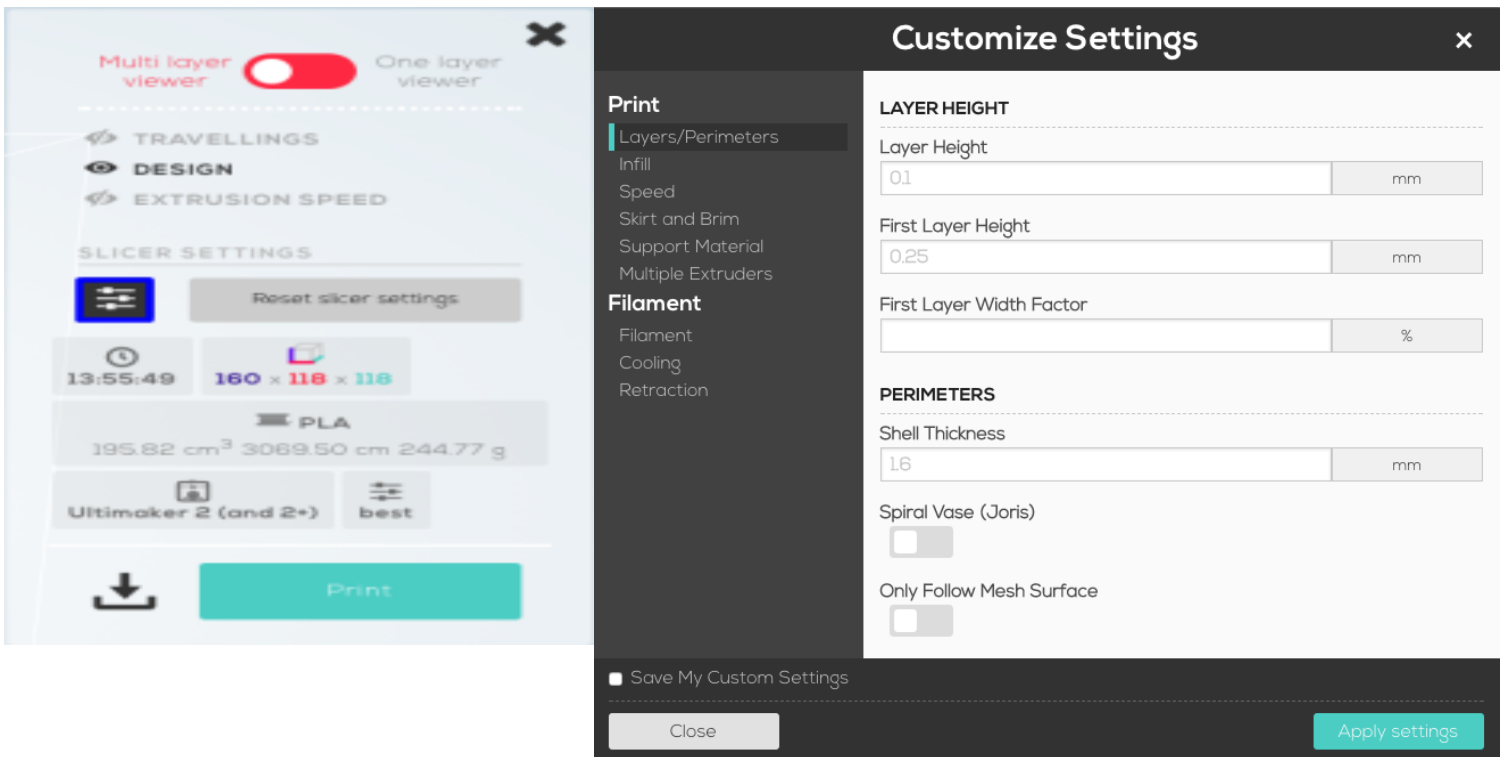 Multi layer
viewer
One layer
viewer
TRAVELLINGS
DESIGN
EXTRUSION SPEED
SLICER SETTINGS
Reset slicer settings
13:55:49
160 × 118 × 118
PLA
195.82 cm³ 3069.50 cm 244.77 g
Ultimaker 2 (and 2+)
best
Print
Customize Settings
Print
Layers/Perimeters
Infill
Speed
Skirt and Brim
Support Material
Multiple Extruders
Filament
Filament
Cooling
Retraction
LAYER HEIGHT
Layer Height
0.1 mm
First Layer Height
0.25 mm
First Layer Width Factor
%
PERIMETERS
Shell Thickness
1.6 mm
Spiral Vase (Joris)
Only Follow Mesh Surface
Save My Custom Settings
Close
Apply settings